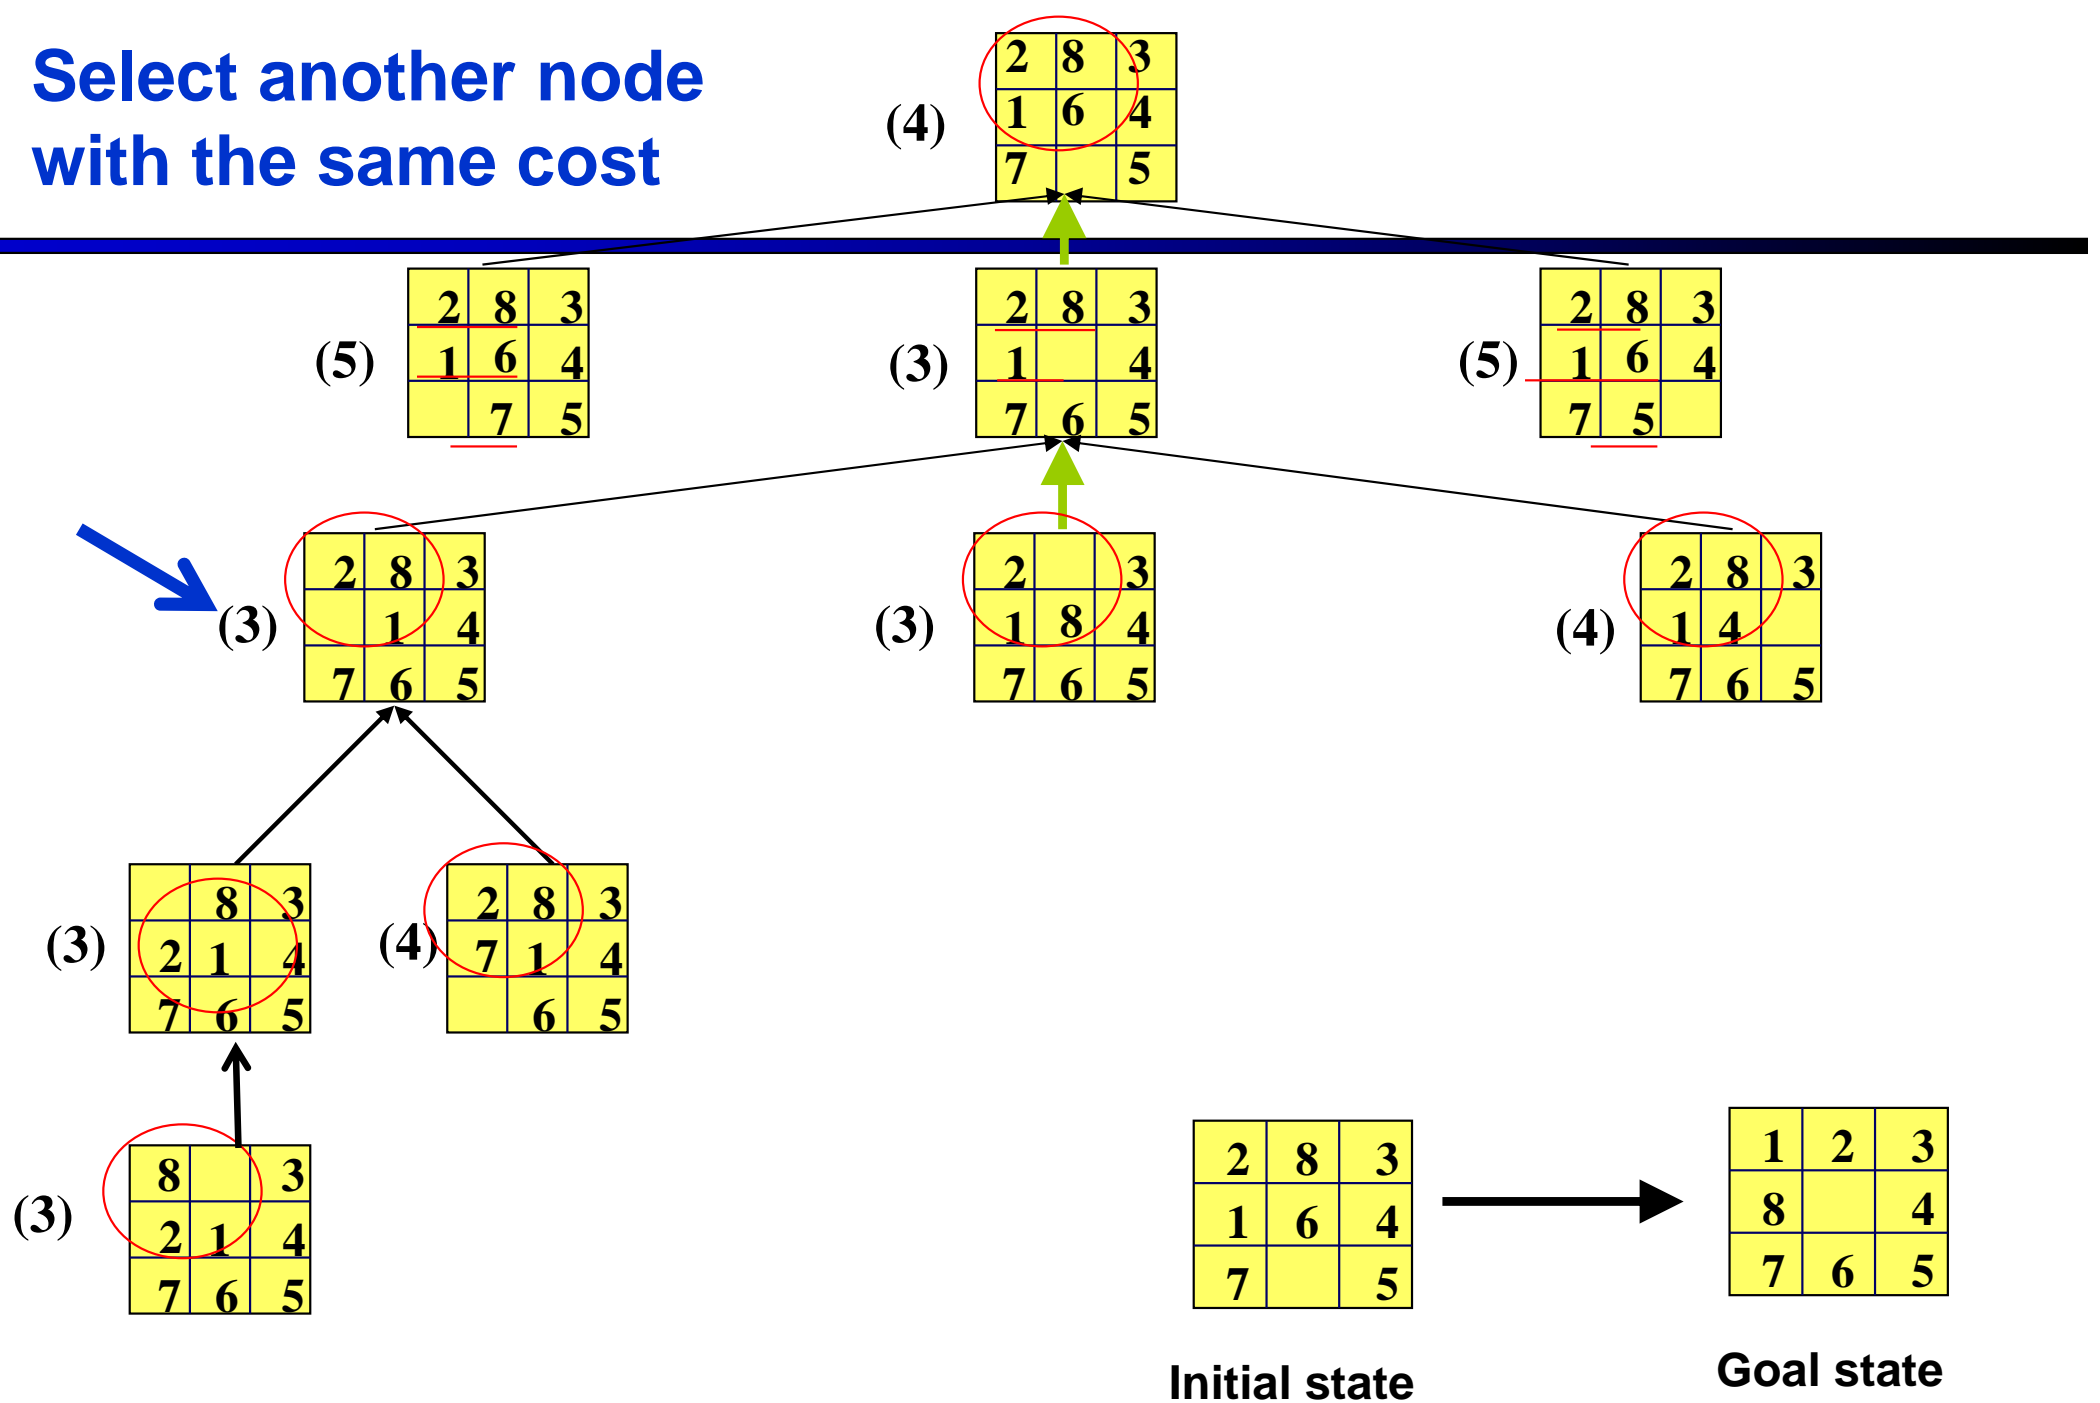 Select another node
with the same cost
2 8 3
(4) 1 6 4
7 5
2 8 3 2 8 3 2 8 3
(5) 1 6 4 (3) 1 4 (5) 1 6 4
7 5 7 6 5 7 5
2 8 3 2 3 2 8 3
(3) 1 4 (3) 1 8 4 (4) 1 4
7 6 5 7 6 5 7 6 5
8 3 2 8 3
(3) 2 1 4 (4) 7 1 4
7 6 5 6 5
8 3
(3) 2 1 4
7 6 5
2 8 3
1 6 4
7 5
Initial state
1 2 3
8 4
7 6 5
Goal state